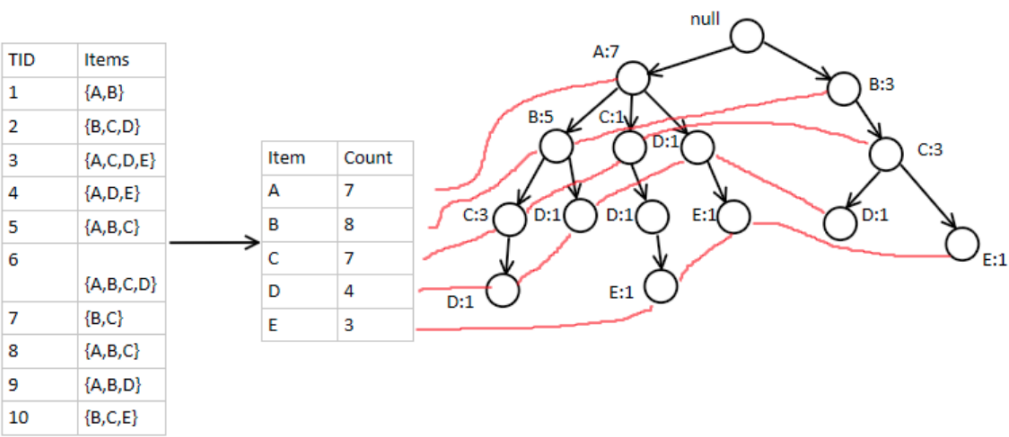 TID Items
1 {A,B}
2 {B,C,D}
3 {A,C,D,E}
4 {A,D,E}
5 {A,B,C}
6 {A,B,C,D}
7 {B,C}
8 {A,B,C}
9 {A,B,D}
10 {B,C,E}
Item Count
A 7
B 8
C 7
D 4
E 3
null
A:7
B:3
B:5 C:1 D:1
C:3
C:3 D:1 D:1 E:1 D:1
E:1
D:1 E:1